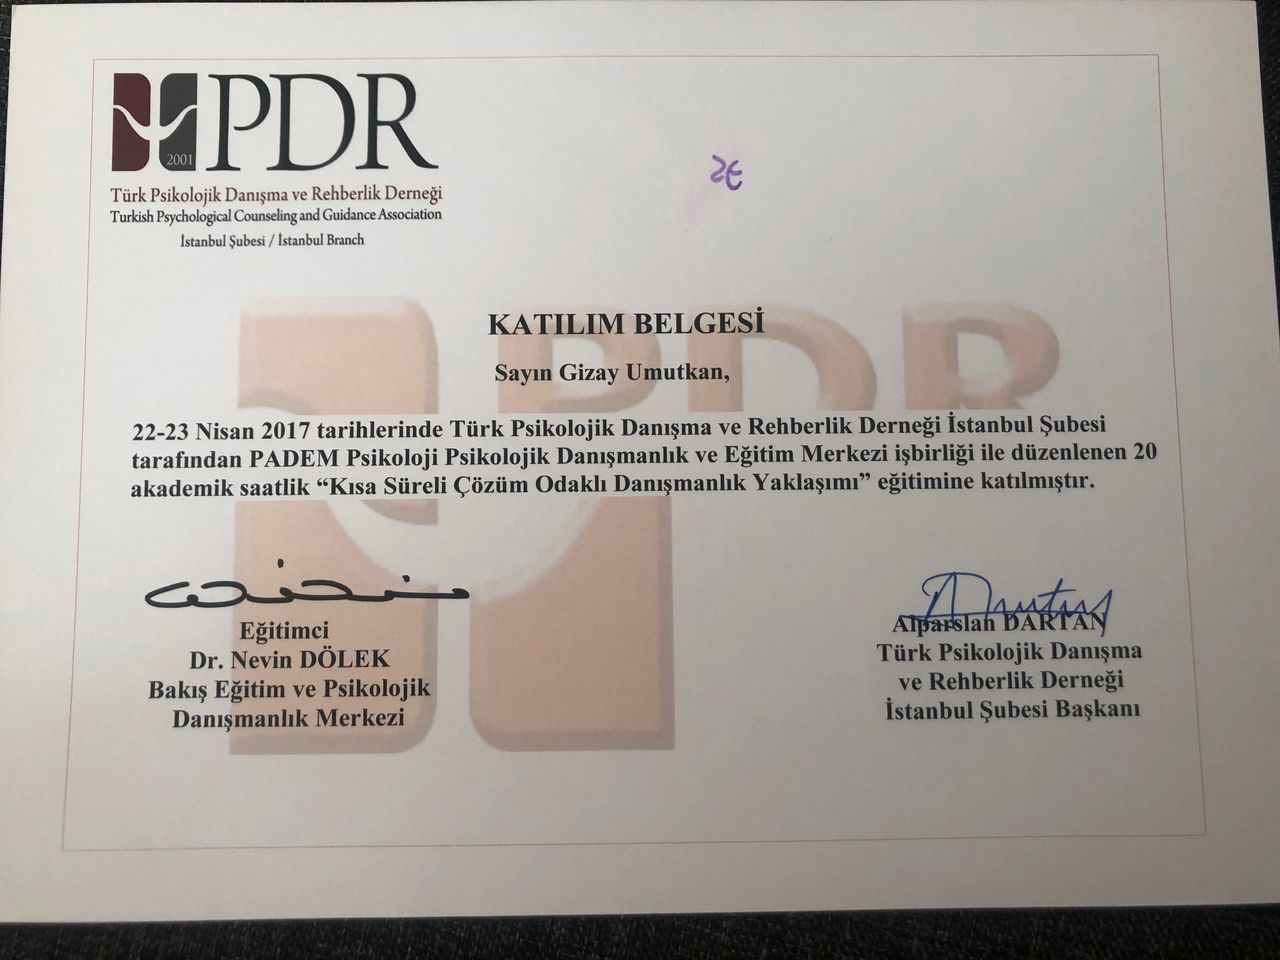 2001 PDR
Türk Psikolojik Danışma ve Rehberlik Derneği
Turkish Psychological Counseling and Guidance Association
İstanbul Şubesi / İstanbul Branch
KATILIM BELGESİ
Sayın Gizay Umutkan,
22-23 Nisan 2017 tarihlerinde Türk Psikolojik Danışma ve Rehberlik Derneği İstanbul Şubesi
tarafından PADEM Psikoloji Psikolojik Danışmanlık ve Eğitim Merkezi işbirliği ile düzenlenen 20
akademik saatlik “Kısa Süreli Çözüm Odaklı Danışmanlık Yaklaşımı” eğitimine katılmıştır.
Eğitimci
Dr. Nevin DÖLEK
Bakış Eğitim ve Psikolojik
Danışmanlık Merkezi
Alparslan DARTAN
Türk Psikolojik Danışma
ve Rehberlik Derneği
İstanbul Şubesi Başkanı
PDR